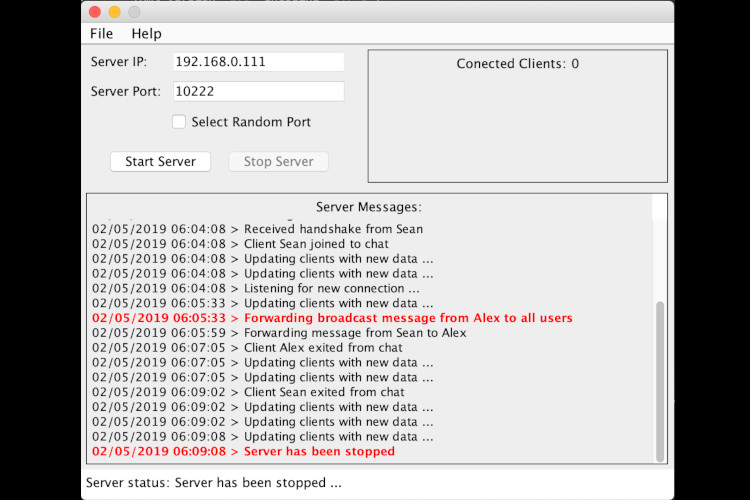 File Help
Server IP: 192.168.0.111
Conected Clients: 0
Server Port: 10222
Select Random Port
Start Server Stop Server
Server Messages:
02/05/2019 06:04:08 > Received handshake from Sean
02/05/2019 06:04:08 > Client Sean joined to chat
02/05/2019 06:04:08 > Updating clients with new data ...
02/05/2019 06:04:08 > Updating clients with new data ...
02/05/2019 06:04:08 > Listening for new connection ...
02/05/2019 06:05:33 > Updating clients with new data ...
02/05/2019 06:05:33 > Forwarding broadcast message from Alex to all users
02/05/2019 06:05:59 > Forwarding message from Sean to Alex
02/05/2019 06:07:05 > Client Alex exited from chat
02/05/2019 06:07:05 > Updating clients with new data ...
02/05/2019 06:07:05 > Updating clients with new data ...
02/05/2019 06:09:02 > Client Sean exited from chat
02/05/2019 06:09:02 > Updating clients with new data ...
02/05/2019 06:09:02 > Updating clients with new data ...
02/05/2019 06:09:08 > Updating clients with new data ...
02/05/2019 06:09:08 > Server has been stopped
Server status: Server has been stopped ...